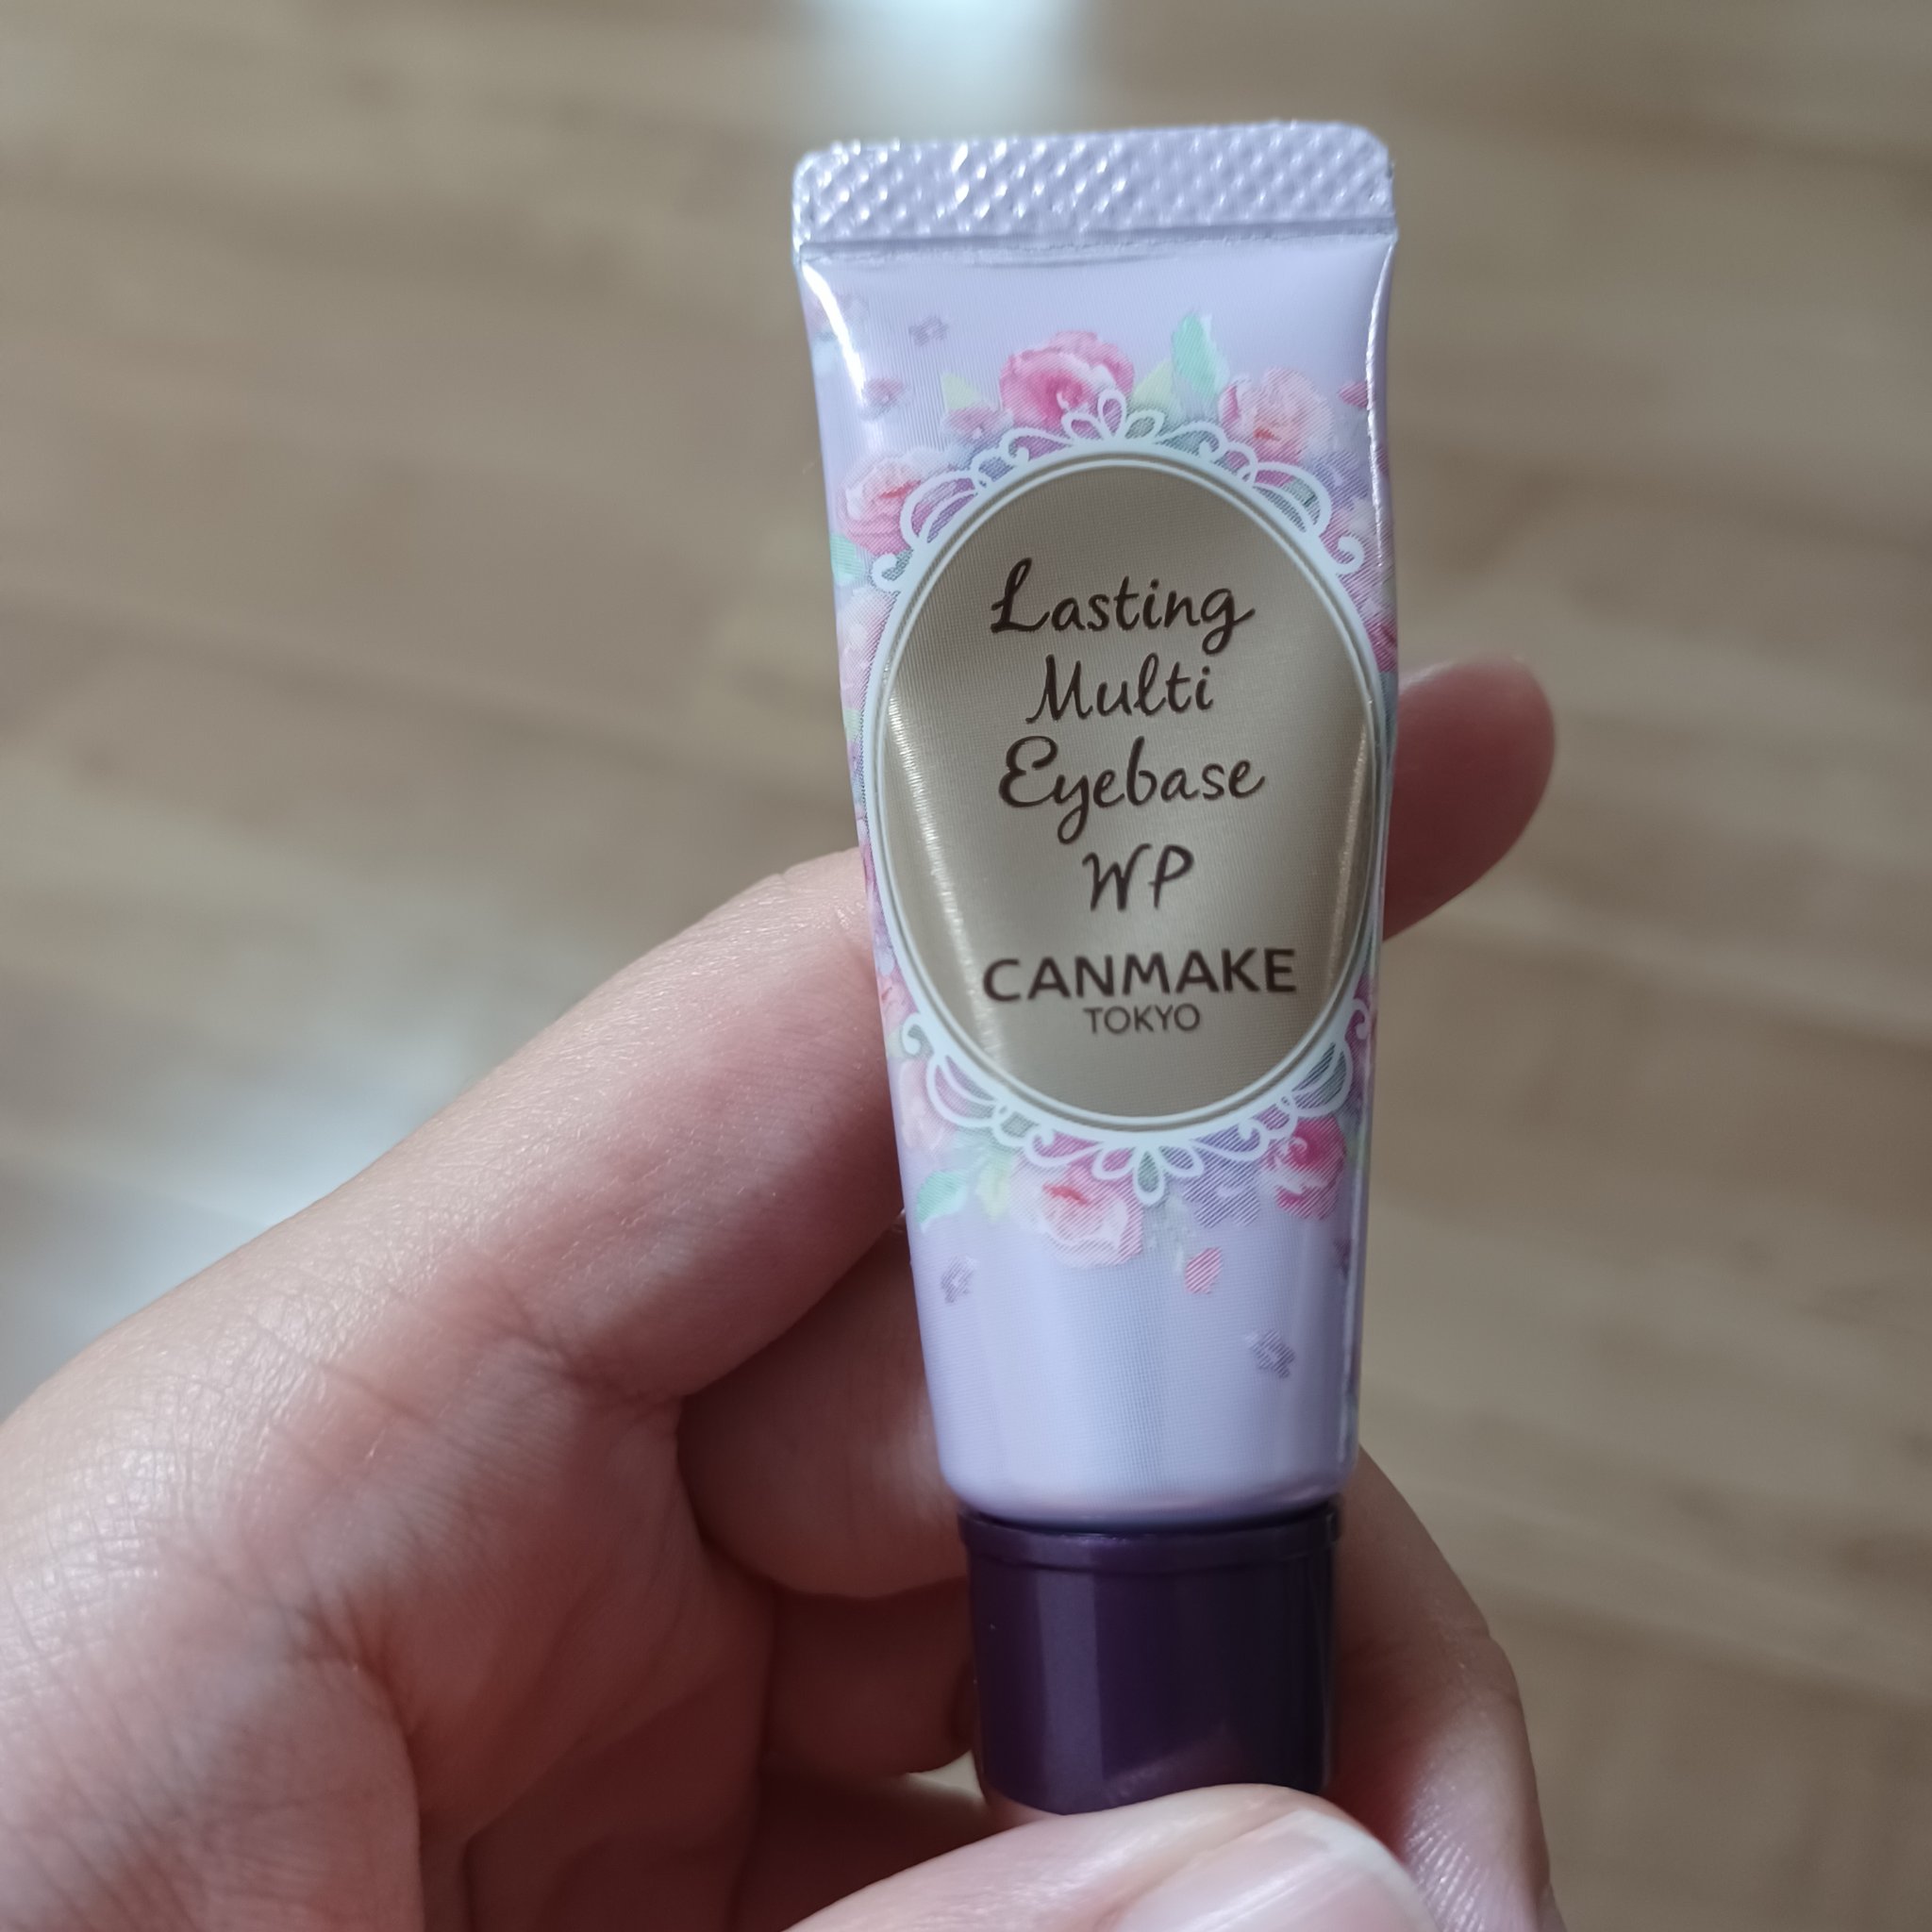 Lasting
Multi
Eyebase
WP
CANMAKE
TOKYO